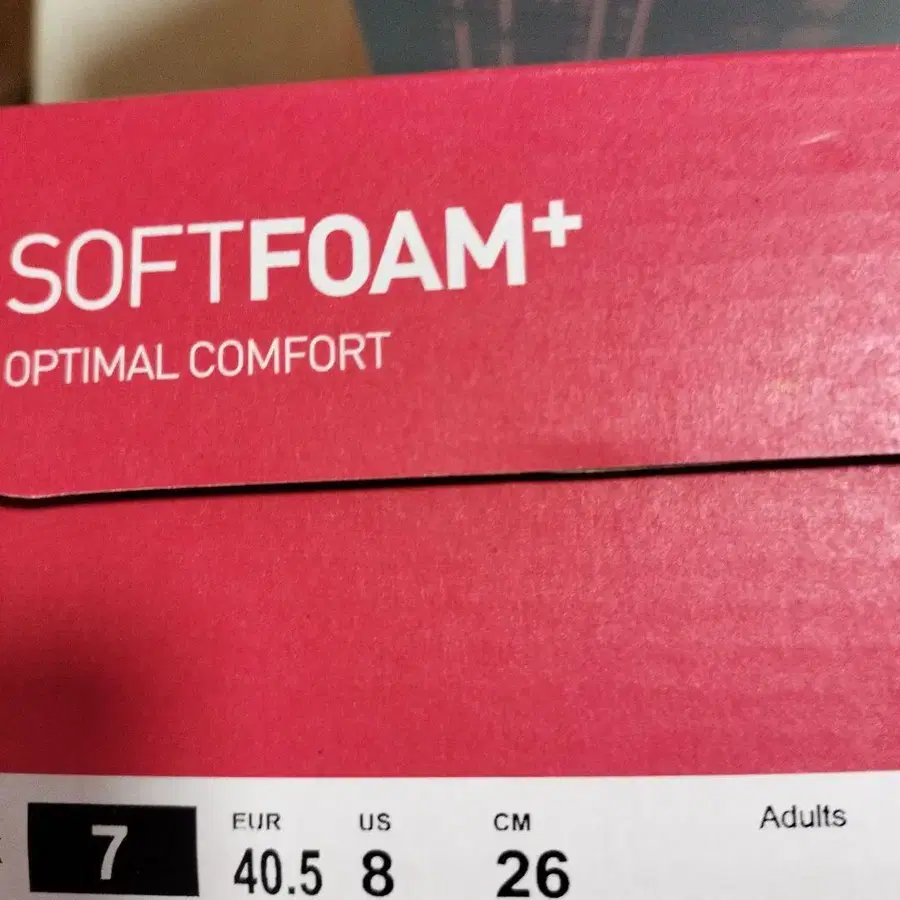 SOFTFOAM+
OPTIMAL COMFORT
EUR US CM Adults
7 40.5 8 26